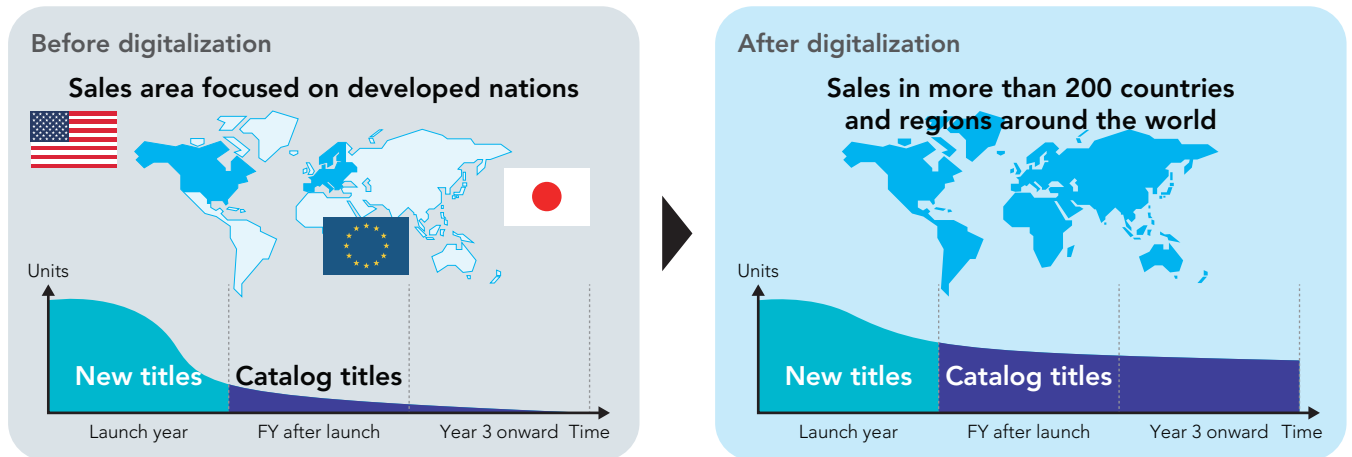 Before digitalization
Sales area focused on developed nations
Units
New titles
Catalog titles
Launch year
FY after launch
Year 3 onward
Time
After digitalization
Sales in more than 200 countries
and regions around the world
Units
New titles
Catalog titles
Launch year
FY after launch
Year 3 onward
Time